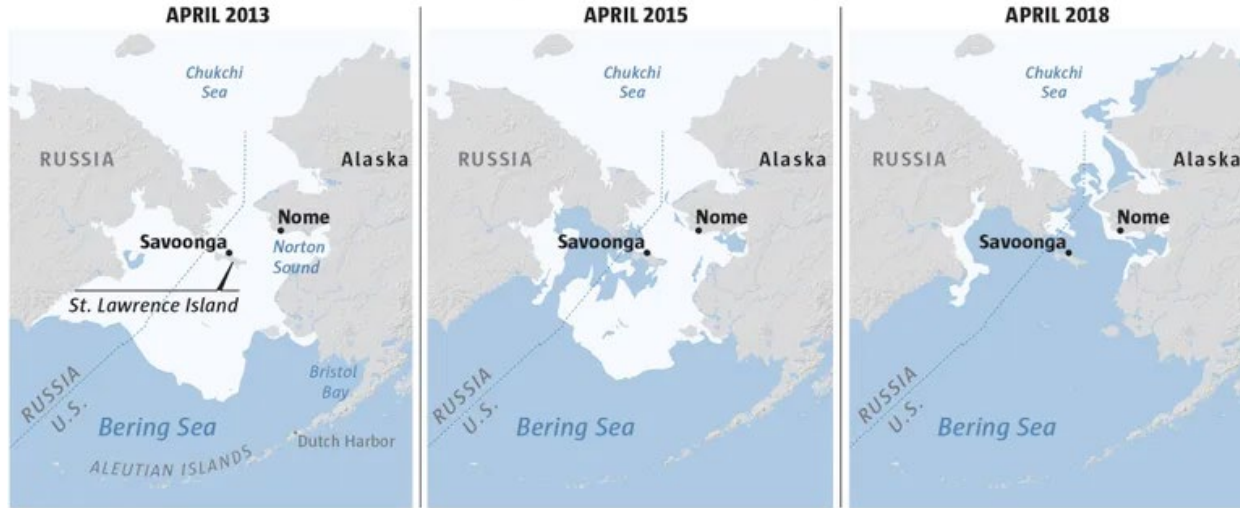 APRIL 2013
Chukchi
Sea
RUSSIA
Alaska
Nome
Savoonga
Norton
Sound
St. Lawrence Island
RUSSIA
U.S.
Bristol
Bay
Bering Sea
Dutch Harbor
ALEUTIAN ISLANDS
APRIL 2015
Chukchi
Sea
RUSSIA
Alaska
Nome
Savoonga
RUSSIA
U.S.
Bering Sea
APRIL 2018
Chukchi
Sea
RUSSIA
Alaska
Nome
Savoonga
RUSSIA
U.S.
Bering Sea